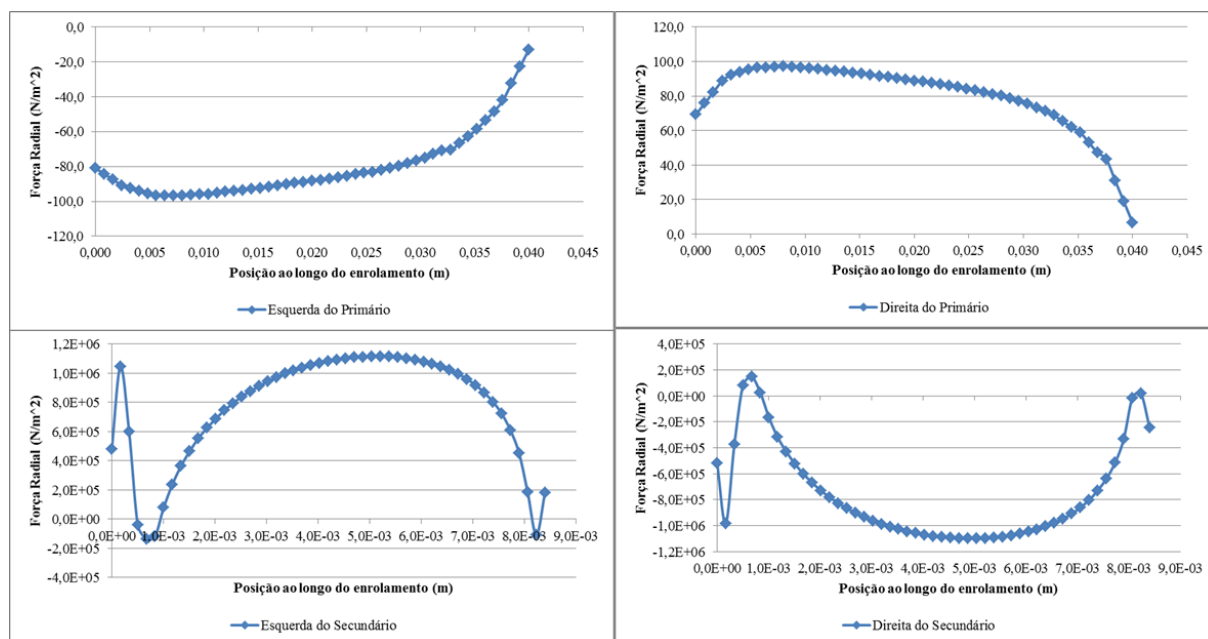 0,0
-20,0
-40,0
-60,0
-80,0
-100,0
-120,0
Força Radial (N/m^2)
0,000 0,005 0,010 0,015 0,020 0,025 0,030 0,035 0,040 0,045
Posição ao longo do enrolamento (m)
Esquerda do Primário
120,0
100,0
80,0
60,0
40,0
20,0
0,0
Força Radial (N/m^2)
0,000 0,005 0,010 0,015 0,020 0,025 0,030 0,035 0,040 0,045
Posição ao longo do enrolamento (m)
Direita do Primário
1,2E+06
1,0E+06
8,0E+05
6,0E+05
4,0E+05
2,0E+05
0,0E+00
-2,0E+05
-4,0E+05
Força Radial (N/m^2)
0,0E+00 1,0E-03 2,0E-03 3,0E-03 4,0E-03 5,0E-03 6,0E-03 7,0E-03 8,0E-03 9,0E-03
Posição ao longo do enrolamento (m)
Esquerda do Secundário
4,0E+05
2,0E+05
0,0E+00
-2,0E+05
-4,0E+05
-6,0E+05
-8,0E+05
-1,0E+06
-1,2E+06
Força Radial (N/m^2)
0,0E+00 1,0E-03 2,0E-03 3,0E-03 4,0E-03 5,0E-03 6,0E-03 7,0E-03 8,0E-03 9,0E-03
Posição ao longo do enrolamento (m)
Direita do Secundário